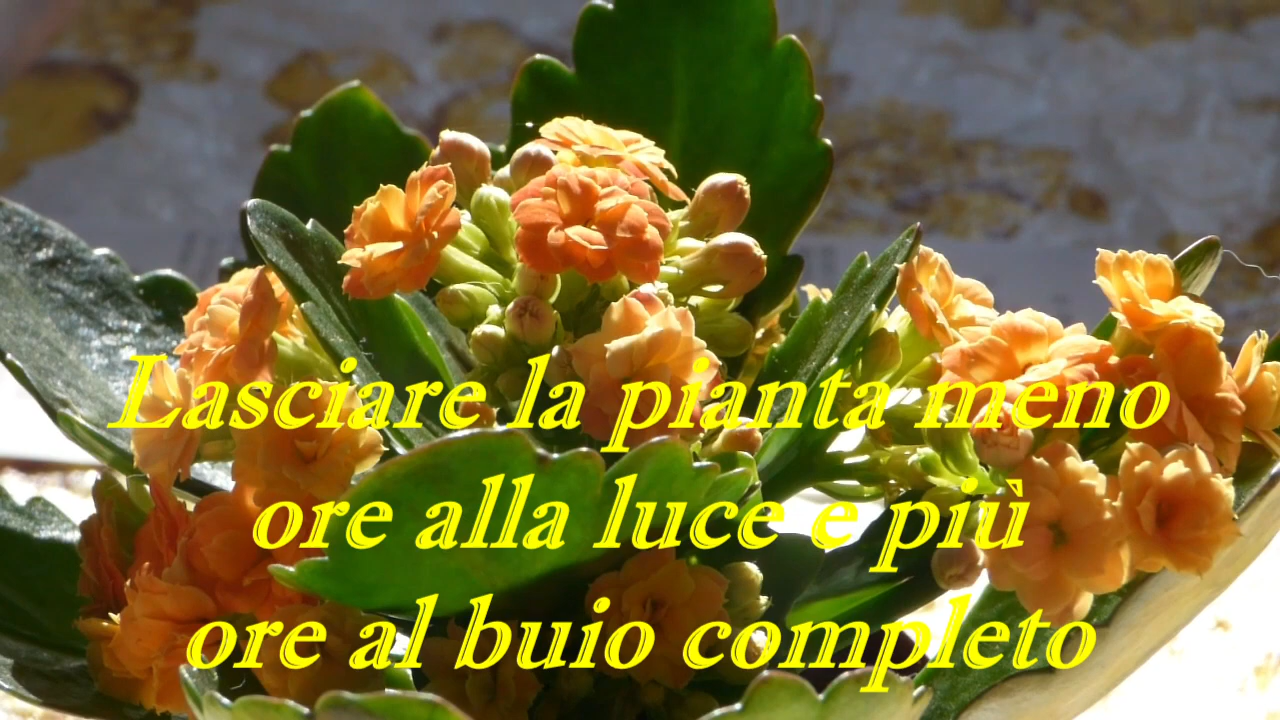 Lasciare la pianta meno
ore alla luce e più
ore al buio completo